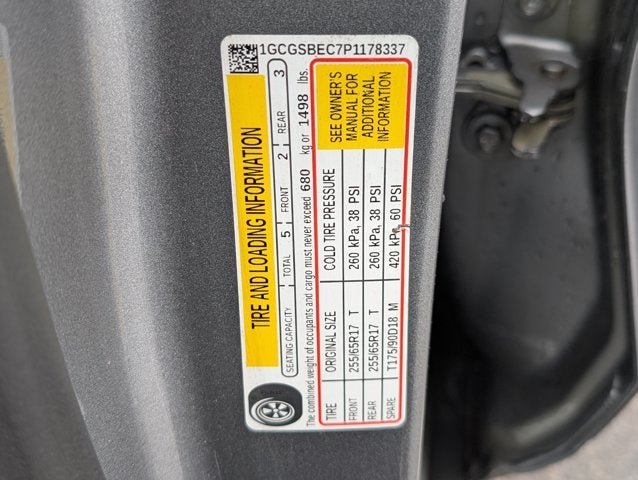 1GCGSBEC7P1178337
TIRE AND LOADING INFORMATION
SEATING CAPACITY TOTAL 5 FRONT 2 REAR 3
The combined weight of occupants and cargo must never exceed 680 kg or 1498 lbs.
TIRE ORIGINAL SIZE COLD TIRE PRESSURE
FRONT 255/65R17 T 260 kPa, 38 PSI
REAR 255/65R17 T 260 kPa, 38 PSI
SPARE T175/90D18 M 420 kPa, 60 PSI
SEE OWNER'S
MANUAL FOR
ADDITIONAL
INFORMATION